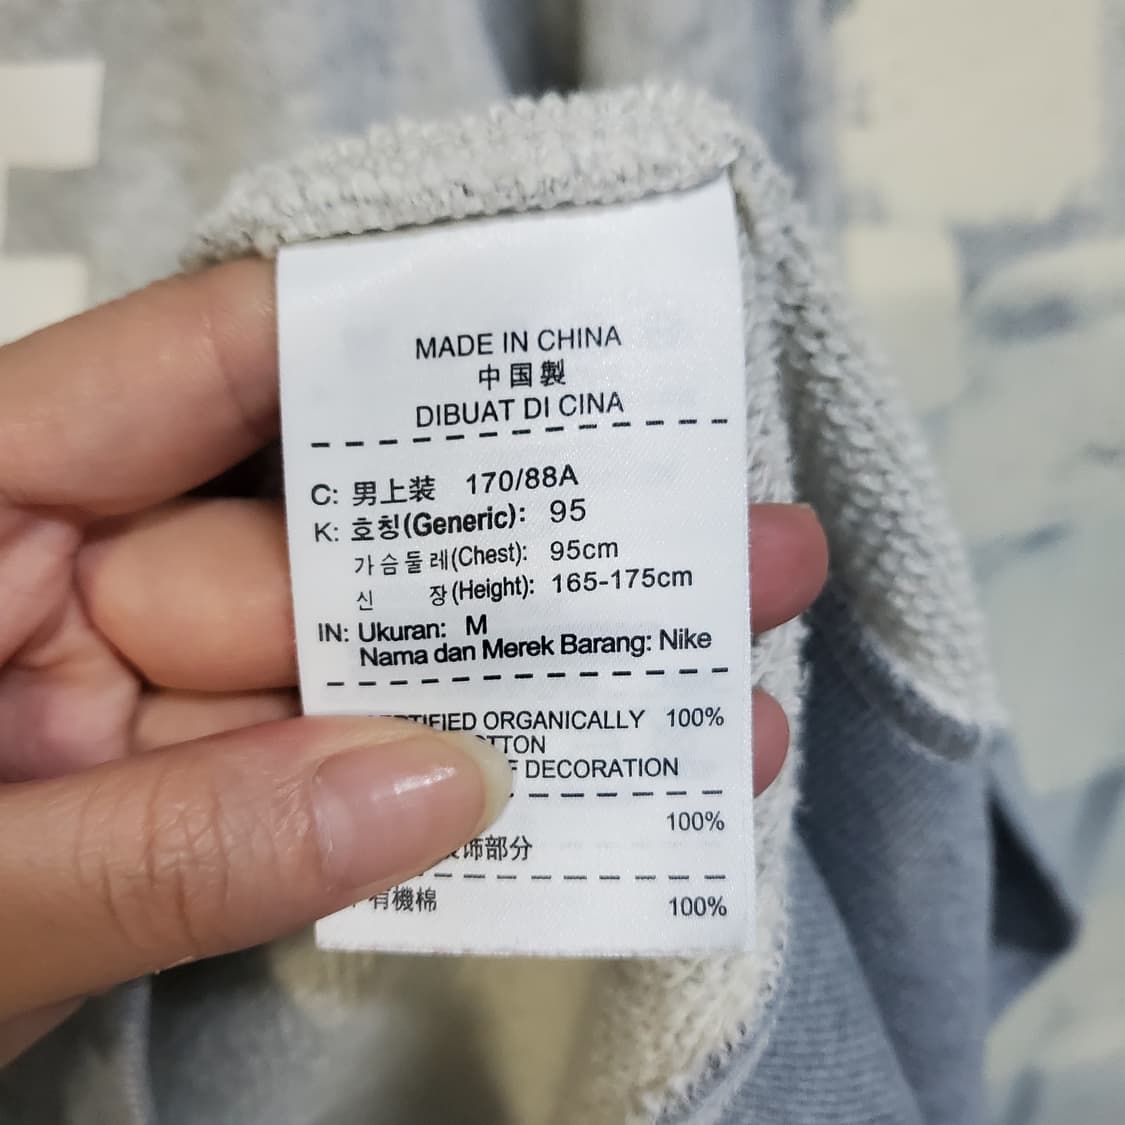 MADE IN CHINA
中国製
DIBUAT DI CINA
C: 男上装 170/88A
K: 호칭(Generic): 95
가슴둘레(Chest): 95cm
신 장(Height): 165-175cm
IN: Ukuran: M
Nama dan Merek Barang: Nike
ORGANICALLY 100%
DECORATION
100%
饰部分
有機棉 100%